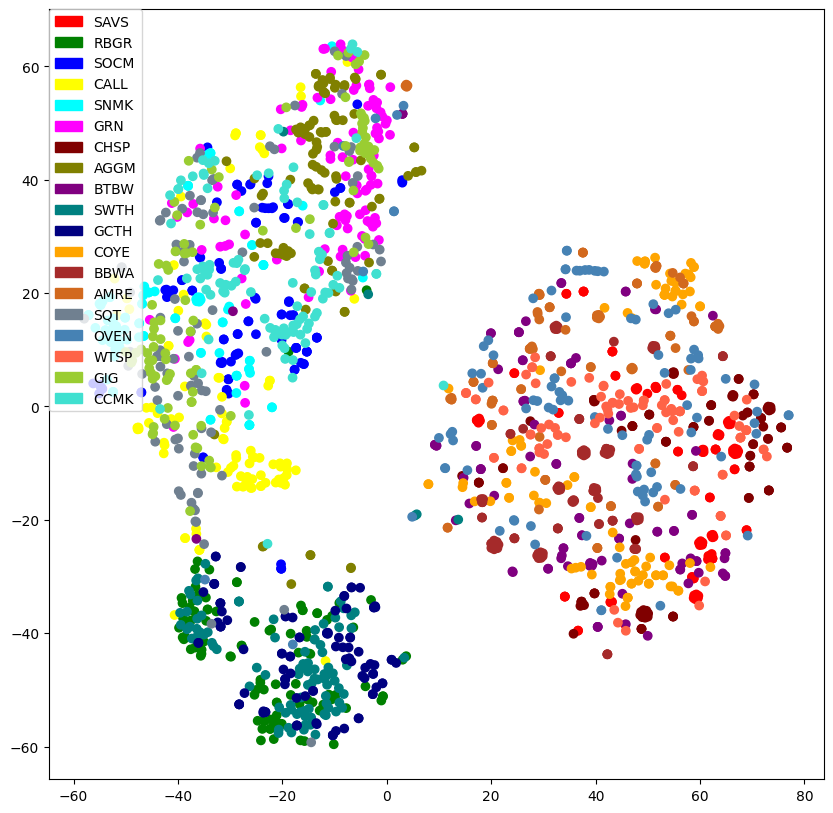 SAVS
RBGR
SOCM
CALL
SNMK
GRN
CHSP
AGGM
BTBW
SWTH
GCTH
COYE
BBWA
AMRE
SQT
OVEN
WTSP
GIG
CCMK
60
40
20
0
−20
−40
−60
−60
−40
−20
0
20
40
60
80